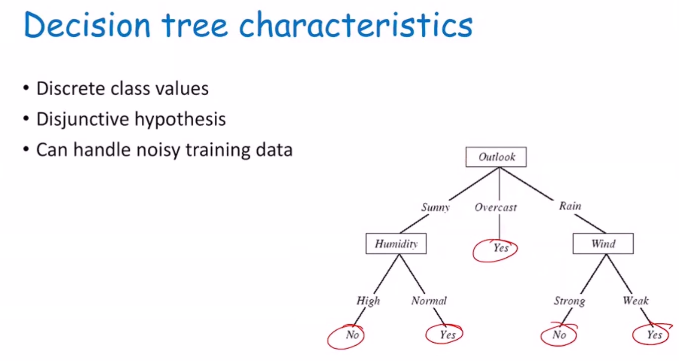 Decision tree characteristics
• Discrete class values
• Disjunctive hypothesis
• Can handle noisy training data
Outlook
Sunny Overcast Rain
Humidity Yes Wind
High Normal Strong Weak
No Yes No Yes